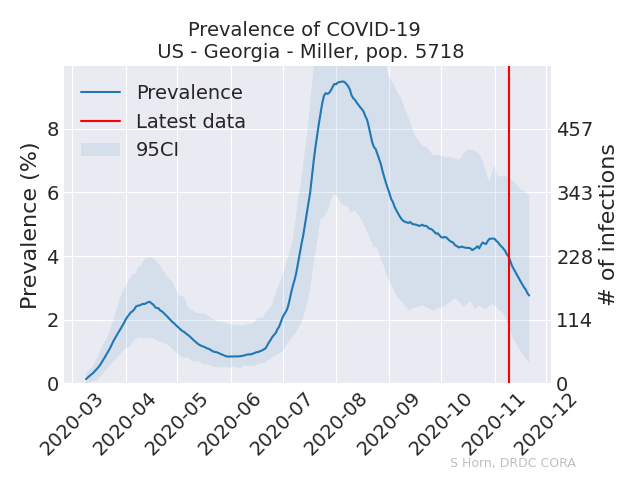 Prevalence of COVID-19
US - Georgia - Miller, pop. 5718
Prevalence
Latest data
95CI
Prevalence (%)
0
2
4
6
8
# of infections
0
114
228
343
457
2020-03
2020-04
2020-05
2020-06
2020-07
2020-08
2020-09
2020-10
2020-11
2020-12
S Horn, DRDC CORA